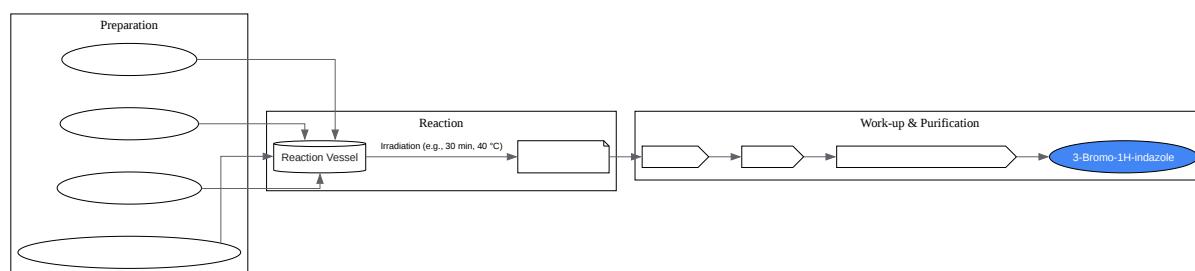 Preparation
Reaction
Reaction Vessel
Irradiation (e.g., 30 min, 40 °C)
Work-up & Purification
3-Bromo-1H-indazole